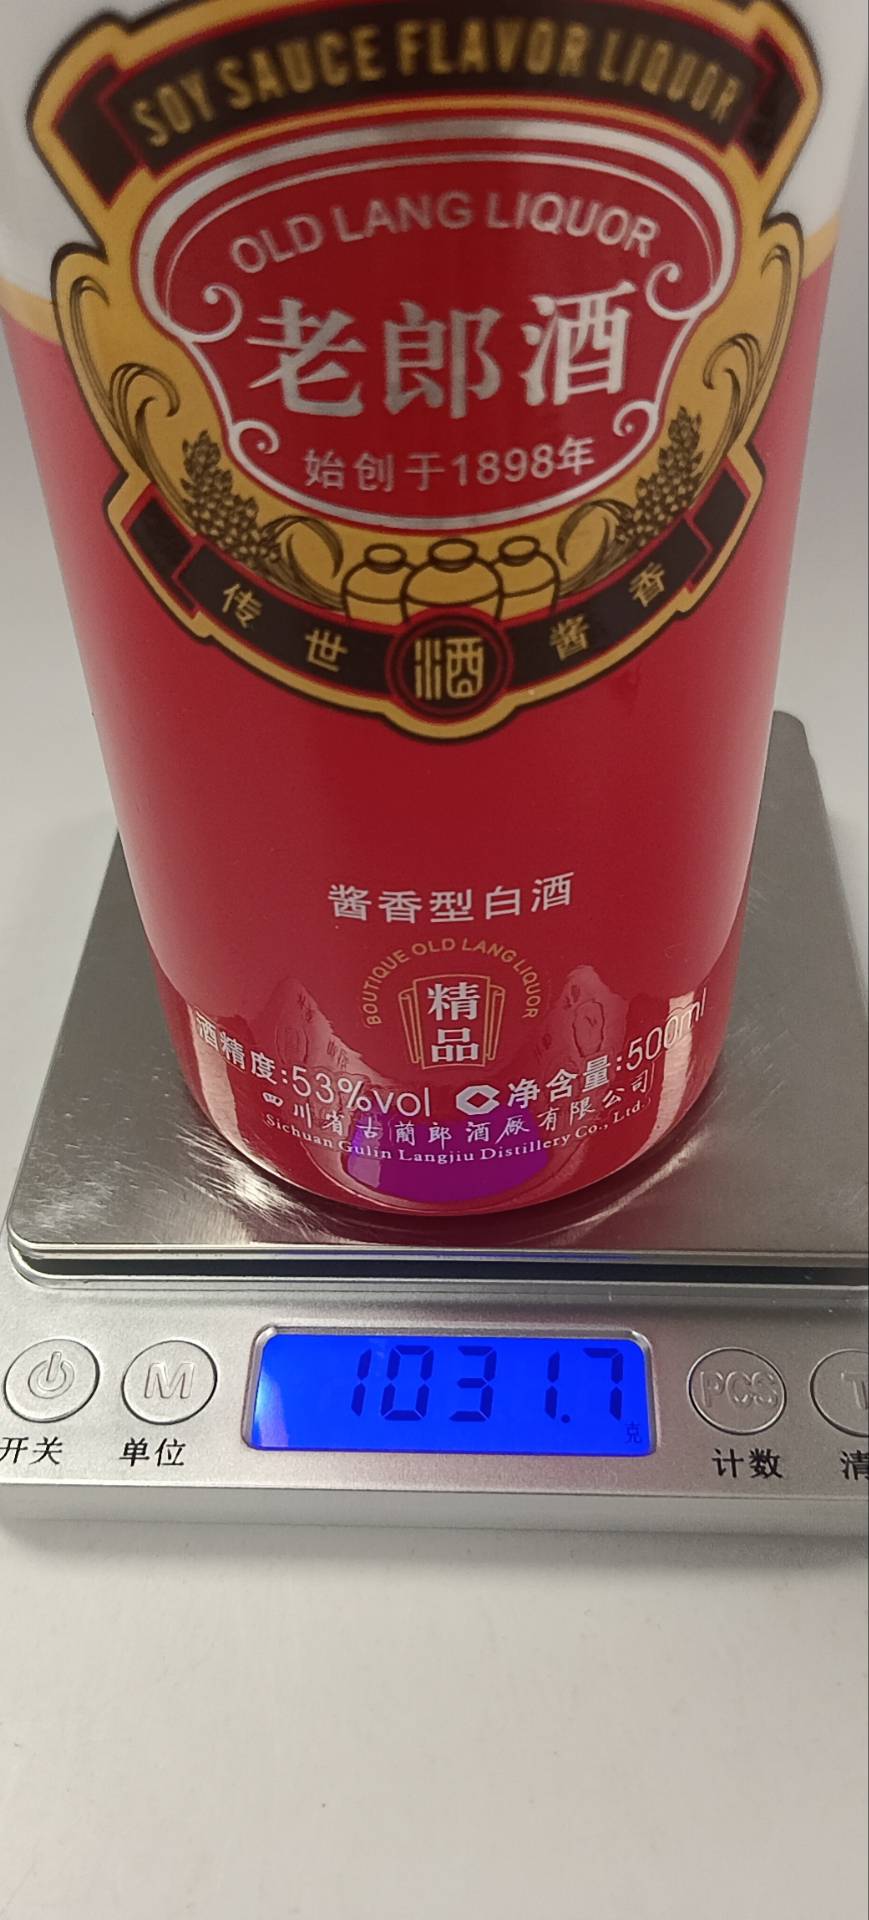 SOY SAUCE FLAVOR LIQUOR
OLD LANG LIQUOR
老郎酒
始创于1898年
传世 酒 酱香
酱香型白酒
BOUTIQUE OLD LANG LIQUOR
精品
酒精度:53%vol 净含量:500ml
四川省古蔺郎酒厂有限公司
Sichuan Gulin Langjiu Distillery Co., Ltd.
1031.7
克
M
PCS
T
开关
单位
计数
清